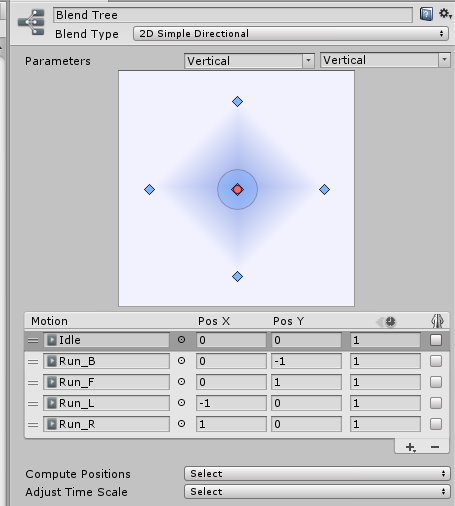 Blend Tree
Blend Type 2D Simple Directional
Parameters Vertical Vertical
Motion Pos X Pos Y
Idle 0 0 1
Run_B 0 -1 1
Run_F 0 1 1
Run_L -1 0 1
Run_R 1 0 1
+ -
Compute Positions Select
Adjust Time Scale Select